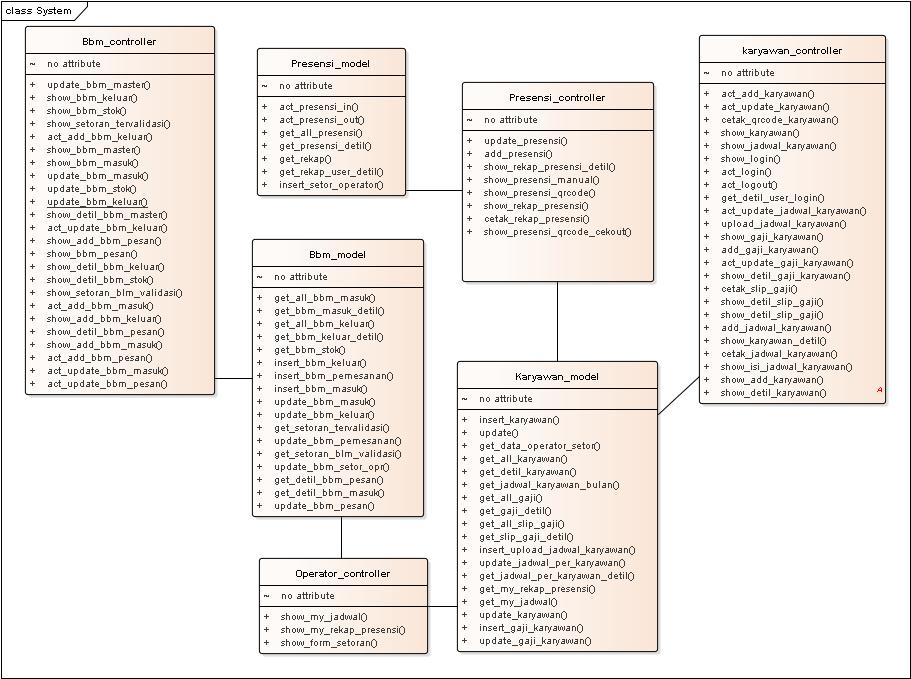 class System
Bbm_controller
~ no attribute
+ update_bbm_master()
+ show_bbm_keluar()
+ show_bbm_stok()
+ show_setoran_tervalidasi()
+ act_add_bbm_keluar()
+ show_bbm_master()
+ show_bbm_masuk()
+ update_bbm_masuk()
+ update_bbm_stok()
+ update_bbm_keluar()
+ show_detil_bbm_master()
+ act_update_bbm_keluar()
+ show_add_bbm_pesan()
+ show_bbm_pesan()
+ show_detil_bbm_keluar()
+ show_detil_bbm_stok()
+ show_setoran_blm_validasi()
+ act_add_bbm_masuk()
+ show_add_bbm_keluar()
+ show_detil_bbm_pesan()
+ show_add_bbm_masuk()
+ act_add_bbm_pesan()
+ act_update_bbm_masuk()
+ act_update_bbm_pesan()
Presensi_model
~ no attribute
+ act_presensi_in()
+ act_presensi_out()
+ get_all_presensi()
+ get_presensi_detil()
+ get_rekap()
+ get_rekap_user_detil()
+ insert_setor_operator()
Presensi_controller
~ no attribute
+ update_presensi()
+ add_presensi()
+ show_rekap_presensi_detil()
+ show_presensi_manual()
+ show_presensi_qrcode()
+ show_rekap_presensi()
+ cetak_rekap_presensi()
+ show_presensi_qrcode_cekout()
karyawan_controller
~ no attribute
+ act_add_karyawan()
+ act_update_karyawan()
+ cetak_qrcode_karyawan()
+ show_karyawan()
+ show_jadwal_karyawan()
+ show_login()
+ act_login()
+ act_logout()
+ get_detil_user_login()
+ act_update_jadwal_karyawan()
+ upload_jadwal_karyawan()
+ show_gaji_karyawan()
+ add_gaji_karyawan()
+ act_update_gaji_karyawan()
+ show_detil_gaji_karyawan()
+ cetak_slip_gaji()
+ show_detil_slip_gaji()
+ show_detil_slip_gaji()
+ add_jadwal_karyawan()
+ show_karyawan_detil()
+ cetak_jadwal_karyawan()
+ show_isi_jadwal_karyawan()
+ show_add_karyawan()
+ show_detil_karyawan()
A
Bbm_model
~ no attribute
+ get_all_bbm_masuk()
+ get_bbm_masuk_detil()
+ get_all_bbm_keluar()
+ get_bbm_keluar_detil()
+ get_bbm_stok()
+ insert_bbm_keluar()
+ insert_bbm_pemesanan()
+ insert_bbm_masuk()
+ update_bbm_masuk()
+ update_bbm_keluar()
+ get_setoran_tervalidasi()
+ update_bbm_pemesanan()
+ get_setoran_blm_validasi()
+ update_bbm_setor_opr()
+ get_detil_bbm_pesan()
+ get_detil_bbm_masuk()
+ update_bbm_pesan()
Karyawan_model
~ no attribute
+ insert_karyawan()
+ update()
+ get_data_operator_setor()
+ get_all_karyawan()
+ get_detil_karyawan()
+ get_jadwal_karyawan_bulan()
+ get_all_gaji()
+ get_gaji_detil()
+ get_all_slip_gaji()
+ get_slip_gaji_detil()
+ insert_upload_jadwal_karyawan()
+ update_jadwal_per_karyawan()
+ get_jadwal_per_karyawan_detil()
+ get_my_rekap_presensi()
+ get_my_jadwal()
+ update_karyawan()
+ insert_gaji_karyawan()
+ update_gaji_karyawan()
Operator_controller
~ no attribute
+ show_my_jadwal()
+ show_my_rekap_presensi()
+ show_form_setoran()